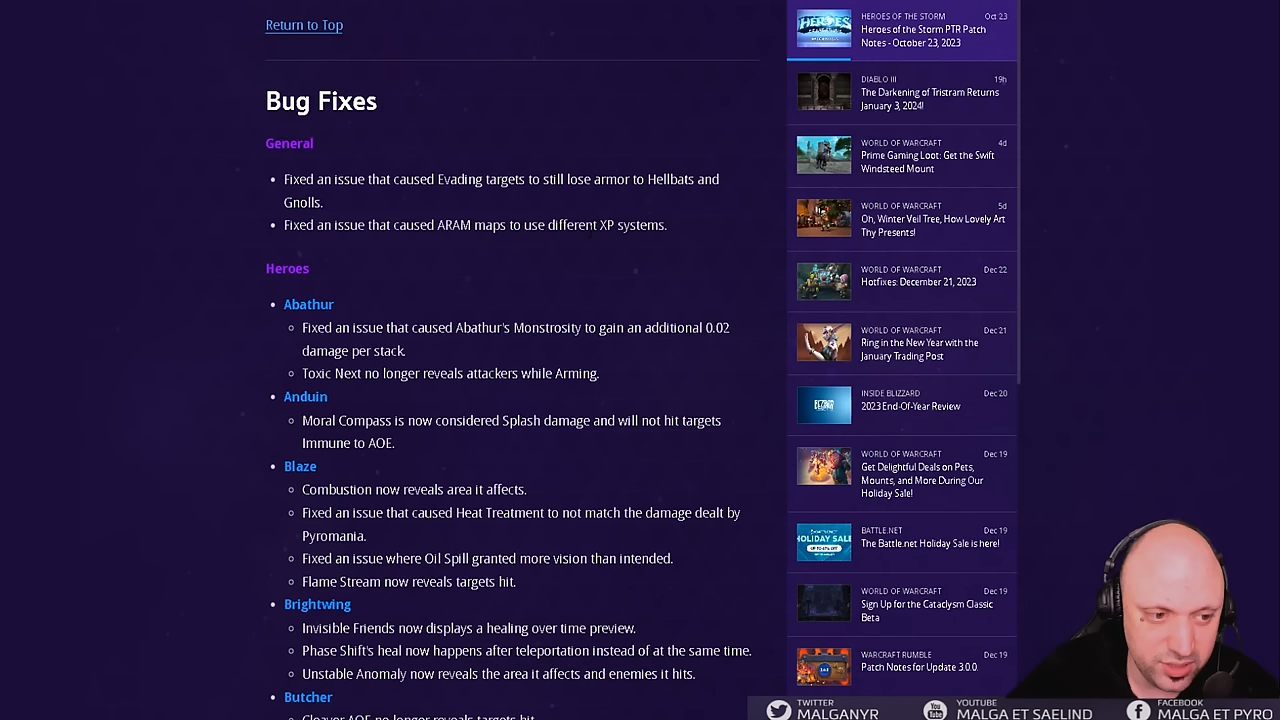 Return to Top
Bug Fixes
General
Fixed an issue that caused Evading targets to still lose armor to Hellbats and
Gnolls.
Fixed an issue that caused ARAM maps to use different XP systems.
Heroes
Abathur
Fixed an issue that caused Abathur's Monstrosity to gain an additional 0.02
damage per stack.
Toxic Next no longer reveals attackers while Arming.
Anduin
Moral Compass is now considered Splash damage and will not hit targets
Immune to AOE.
Blaze
Combustion now reveals area it affects.
Fixed an issue that caused Heat Treatment to not match the damage dealt by
Pyromania.
Fixed an issue where Oil Spill granted more vision than intended.
Flame Stream now reveals targets hit.
Brightwing
Invisible Friends now displays a healing over time preview.
Phase Shift's heal now happens after teleportation instead of at the same time.
Unstable Anomaly now reveals the area it affects and enemies it hits.
Butcher
Cleaver AOE no longer reveals targets hit.
HEROES OF THE STORM Oct 23
Heroes of the Storm PTR Patch
Notes - October 23, 2023
DIABLO III 19h
The Darkening of Tristram Returns
January 3, 2024!
WORLD OF WARCRAFT 4d
Prime Gaming Loot: Get the Swift
Windsteed Mount
WORLD OF WARCRAFT 5d
Oh, Winter Veil Tree, How Lovely Art
Thy Presents!
WORLD OF WARCRAFT Dec 22
Hotfixes: December 21, 2023
WORLD OF WARCRAFT Dec 21
Ring in the New Year with the
January Trading Post
INSIDE BLIZZARD Dec 20
2023 End-Of-Year Review
WORLD OF WARCRAFT Dec 19
Get Delightful Deals on Pets,
Mounts, and More During Our
Holiday Sale!
BATTLE.NET Dec 19
The Battle.net Holiday Sale is here!
HOLIDAY SALE
WORLD OF WARCRAFT Dec 19
Sign Up for the Cataclysm Classic
Beta
WARCRAFT RUMBLE Dec 19
Patch Notes for Update 3.0.0.
TWITTER
MALGANYR
YOUTUBE
MALGA ET SAELIND
FACEBOOK
MALGA ET PYRO